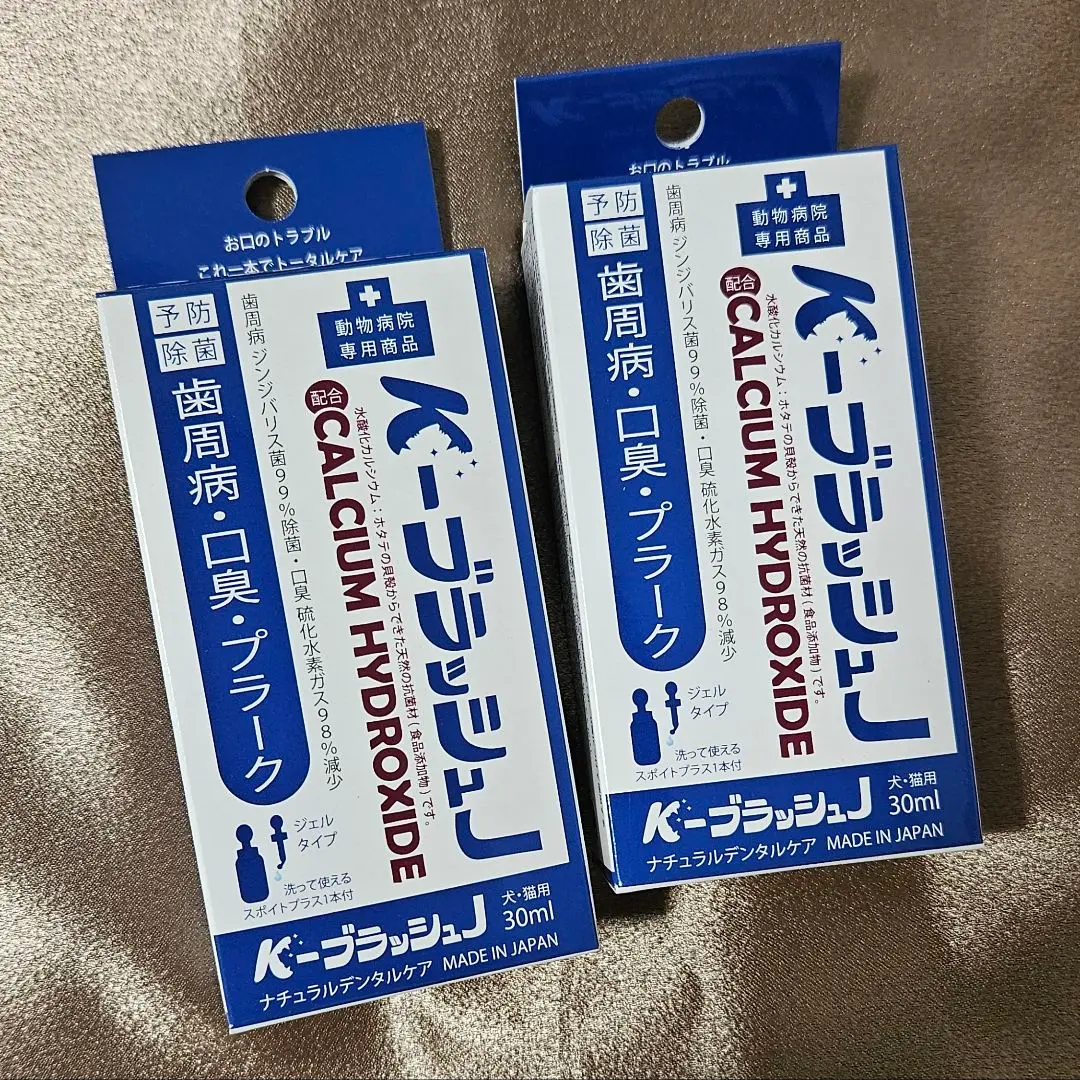 お口のトラブル
これ一本でトータルケア
動物病院
専用商品
K-ブラッシュJ
水酸化カルシウム：ホタテの貝殻からできた天然の抗菌材(食品添加物)です。
配合 CALCIUM HYDROXIDE
歯周病 ジンジバリス菌99%除菌・口臭 硫化水素ガス98%減少
予防
除菌
歯周病・口臭・プラーク
ジェル
タイプ
洗って使える
スポイトプラス1本付
K-ブラッシュJ
犬・猫用
30ml
ナチュラルデンタルケア MADE IN JAPAN
お口のトラブル
動物病院
専用商品
K-ブラッシュJ
水酸化カルシウム：ホタテの貝殻からできた天然の抗菌材(食品添加物)です。
配合 CALCIUM HYDROXIDE
歯周病 ジンジバリス菌99%除菌・口臭 硫化水素ガス98%減少
予防
除菌
歯周病・口臭・プラーク
ジェル
タイプ
洗って使える
スポイトプラス1本付
K-ブラッシュJ
犬・猫用
30ml
ナチュラルデンタルケア MADE IN JAPAN